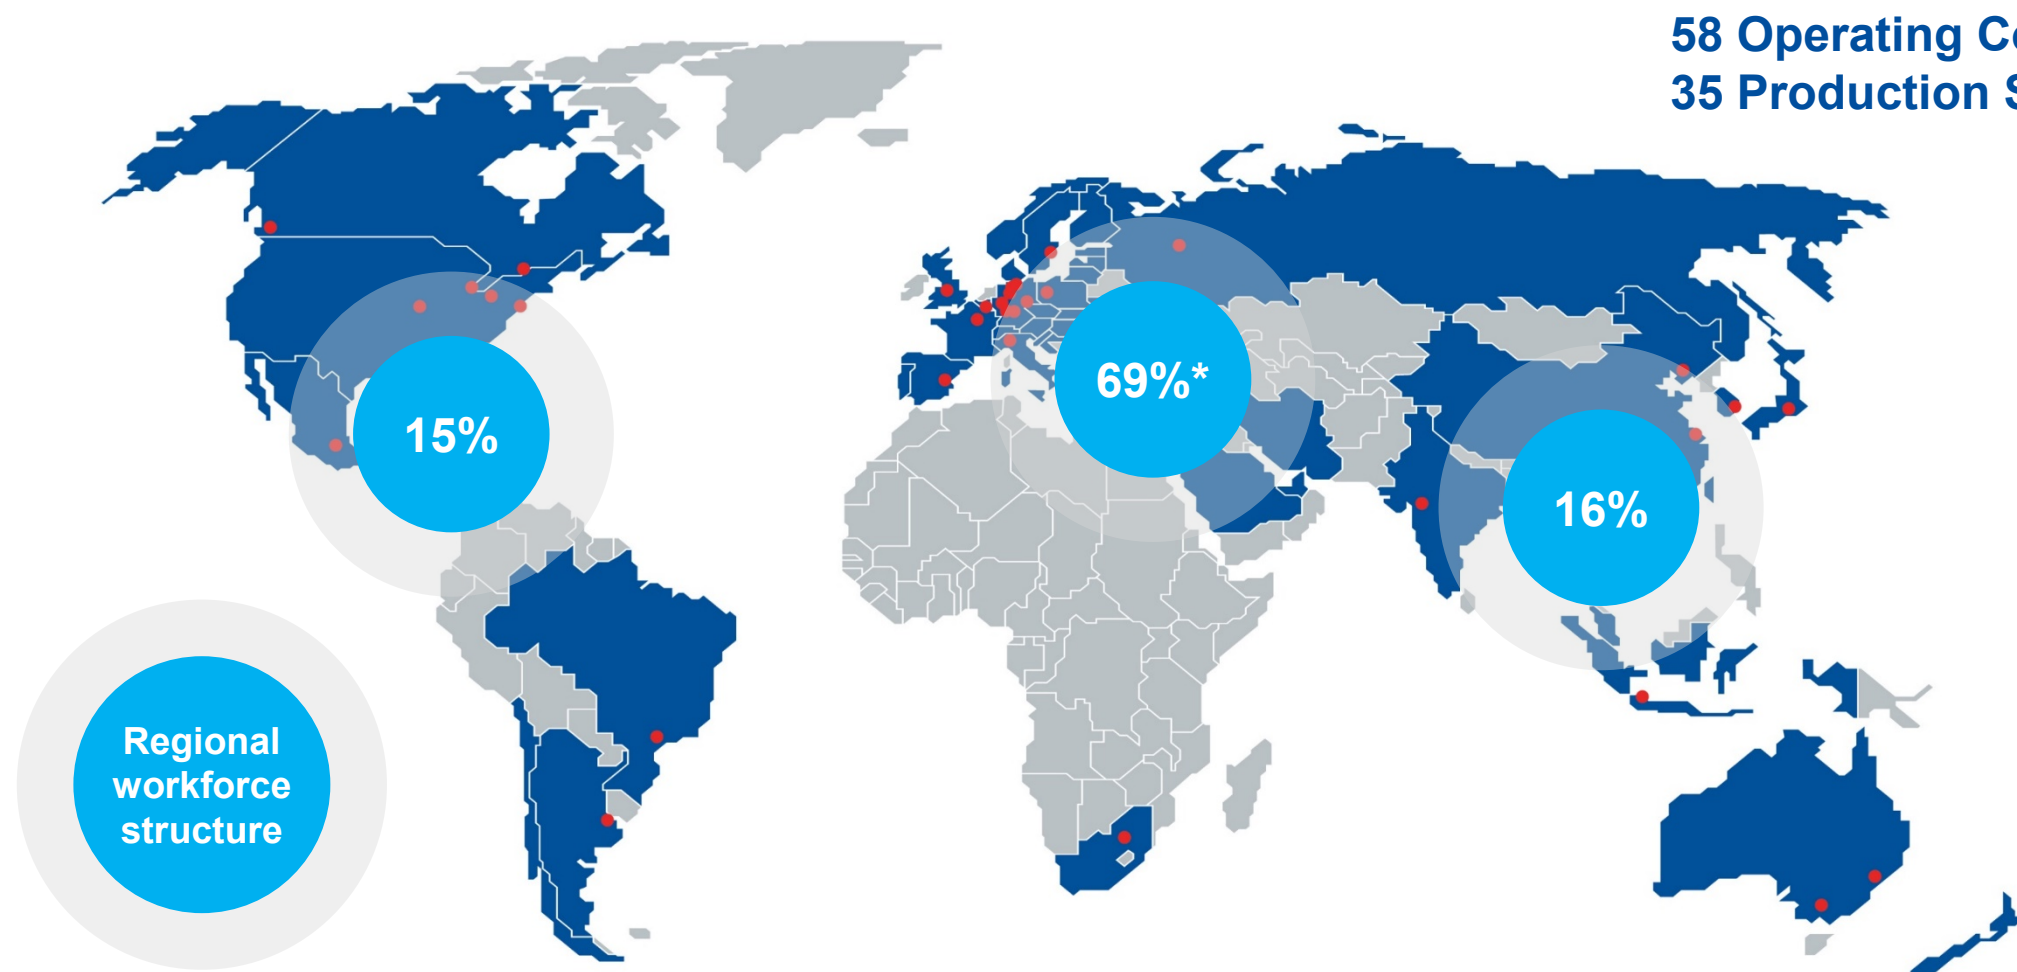 58 Operating
35 Production
69%*
15%
16%
Regional
workforce
structure